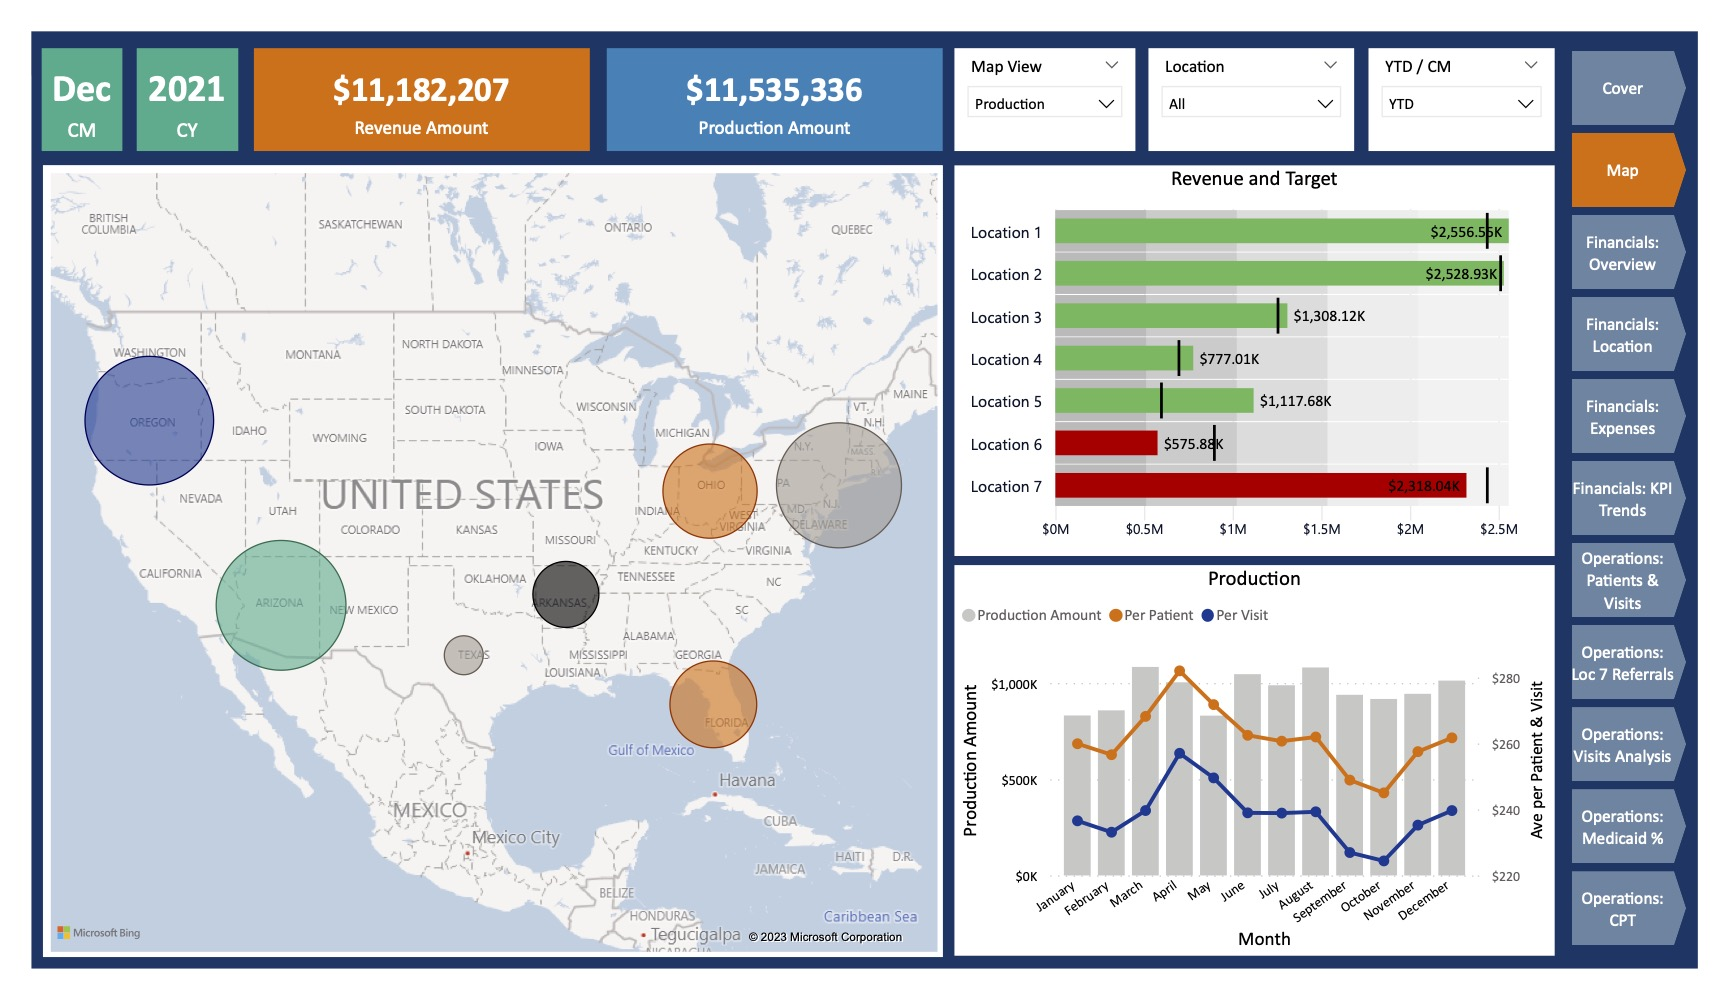 Dec
CM
2021
CY
$11,182,207
Revenue Amount
$11,535,336
Production Amount
Map View
Production
Location
All
YTD / CM
YTD
Cover
Map
Financials:
Overview
Financials:
Location
Financials:
Expenses
Financials: KPI
Trends
Operations:
Patients &
Visits
Operations:
Loc 7 Referrals
Operations:
Visits Analysis
Operations:
Medicaid %
Operations:
CPT
BRITISH
COLUMBIA
SASKATCHEWAN
ONTARIO
QUEBEC
WASHINGTON
MONTANA
NORTH DAKOTA
MINNESOTA
MAINE
OREGON
IDAHO
WYOMING
SOUTH DAKOTA
WISCONSIN
MICHIGAN
VT.
N.H.
N.Y.
MASS
IOWA
NEVADA
UTAH
UNITED STATES
OHIO
PA
COLORADO
KANSAS
MISSOURI
INDIANA
WEST
VIRGINIA
MD.
N.J.
DELAWARE
KENTUCKY
VIRGINIA
CALIFORNIA
ARIZONA
NEW MEXICO
OKLAHOMA
ARKANSAS
TENNESSEE
NC
SC
TEXAS
MISSISSIPPI
LOUISIANA
ALABAMA
GEORGIA
FLORIDA
Gulf of Mexico
Havana
MEXICO
Mexico City
CUBA
HAITI
D.R.
JAMAICA
BELIZE
HONDURAS
Caribbean Sea
Tegucigalpa
NICARAGUA
Microsoft Bing
© 2023 Microsoft Corporation
Revenue and Target
Location 1
$2,556.55K
Location 2
$2,528.93K
Location 3
$1,308.12K
Location 4
$777.01K
Location 5
$1,117.68K
Location 6
$575.88K
Location 7
$2,318.04K
$0M
$0.5M
$1M
$1.5M
$2M
$2.5M
Production
Production Amount
Per Patient
Per Visit
Production Amount
$1,000K
$500K
$0K
$280
$260
$240
$220
Ave per Patient & Visit
January
February
March
April
May
June
July
August
September
October
November
December
Month